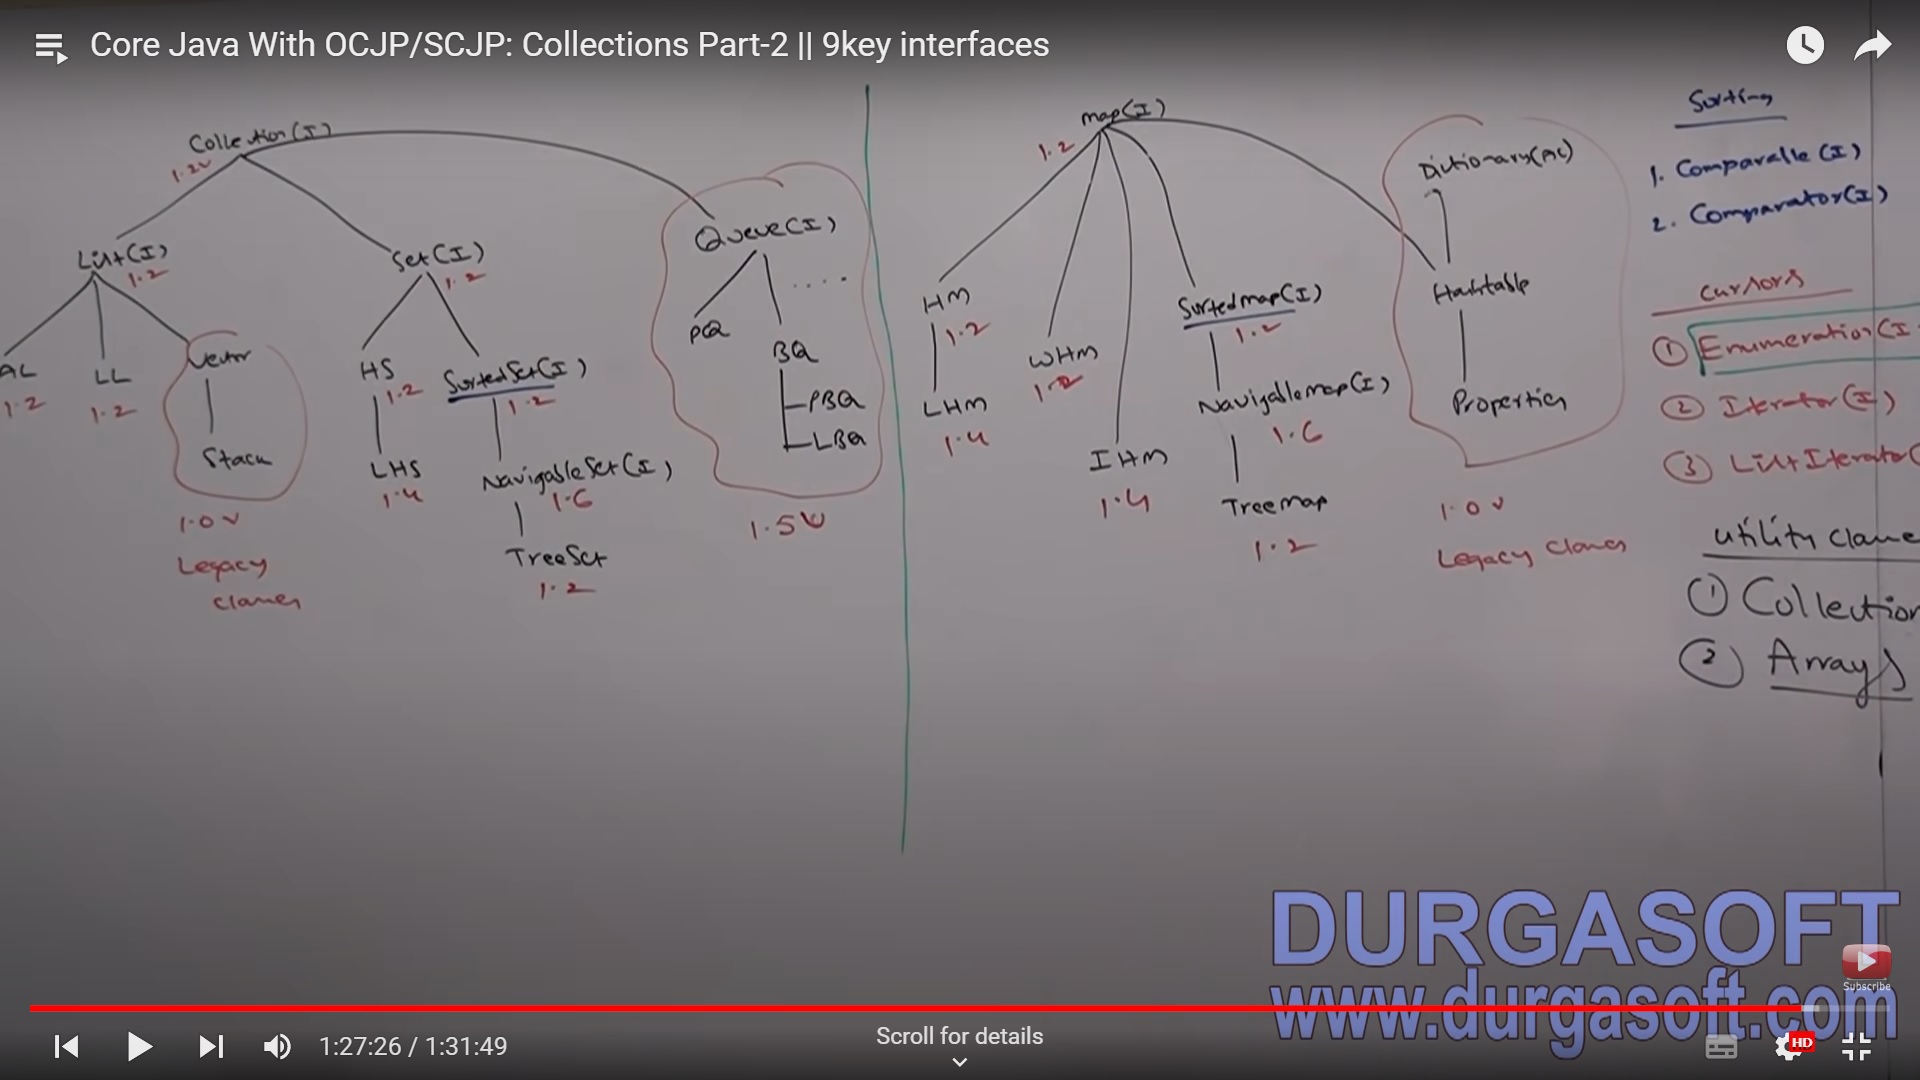 Core Java With OCJP/SCJP: Collections Part-2 || 9key interfaces
Collection(I)
1.2v
List(I)
1.2
AL
1.2
LL
1.2
Vector
Stack
1.0 v
Legacy
classes
Set(I)
1.2
HS
1.2
LHS
1.4
SortedSet(I)
1.2
NavigableSet(I)
1.6
TreeSet
1.2
Queue(I)
PQ
....
BQ
PBQ
LBQ
1.5V
map(I)
1.2
HM
1.2
LHM
1.4
WHM
1.2
IHM
1.4
Sortedmap(I)
1.2
Navigablemap(I)
1.6
Treemap
1.2
Dictionary(AC)
Hashtable
Properties
1.0 v
Legacy classes
Sorting
1. Comparable (I)
2. Comparator(I)
Cursors
① Enumeration(I
② Iterator(I)
③ ListIterator(
Utility classe
① Collection
② Arrays
DURGASOFT
www.durgasoft.com
Subscribe
1:27:26 / 1:31:49
Scroll for details
HD